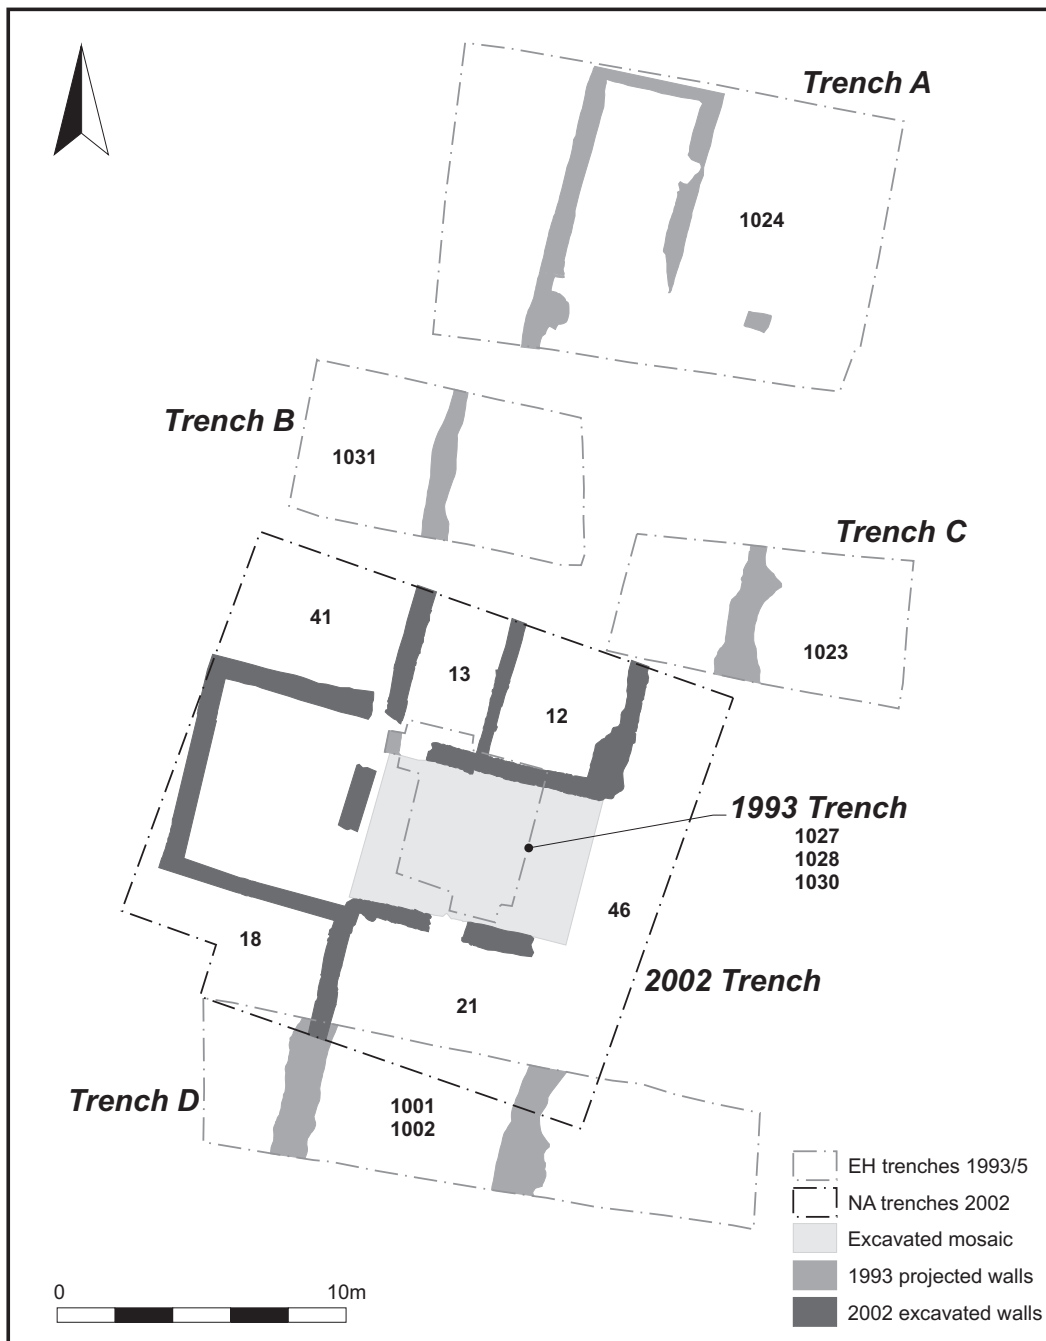 Trench A
1024
Trench B
1031
Trench C
1023
41
13
12
1993 Trench
1027
1028
1030
46
18
2002 Trench
21
Trench D
1001
1002
EH trenches 1993/5
NA trenches 2002
Excavated mosaic
1993 projected walls
2002 excavated walls
0 10m